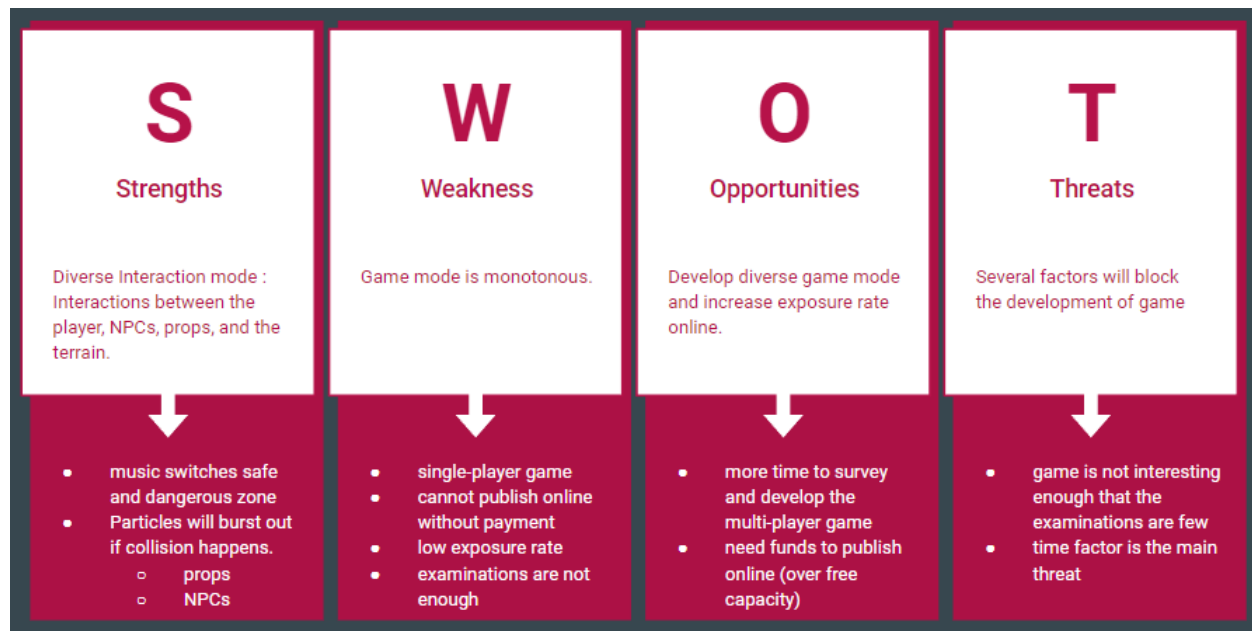 S
Strengths
Diverse Interaction mode :
Interactions between the
player, NPCs, props, and the
terrain.
● music switches safe
and dangerous zone
● Particles will burst out
if collision happens.
○ props
○ NPCs
W
Weakness
Game mode is monotonous.
● single-player game
● cannot publish online
without payment
● low exposure rate
● examinations are not
enough
O
Opportunities
Develop diverse game mode
and increase exposure rate
online.
● more time to survey
and develop the
multi-player game
● need funds to publish
online (over free
capacity)
T
Threats
Several factors will block
the development of game
● game is not interesting
enough that the
examinations are few
● time factor is the main
threat